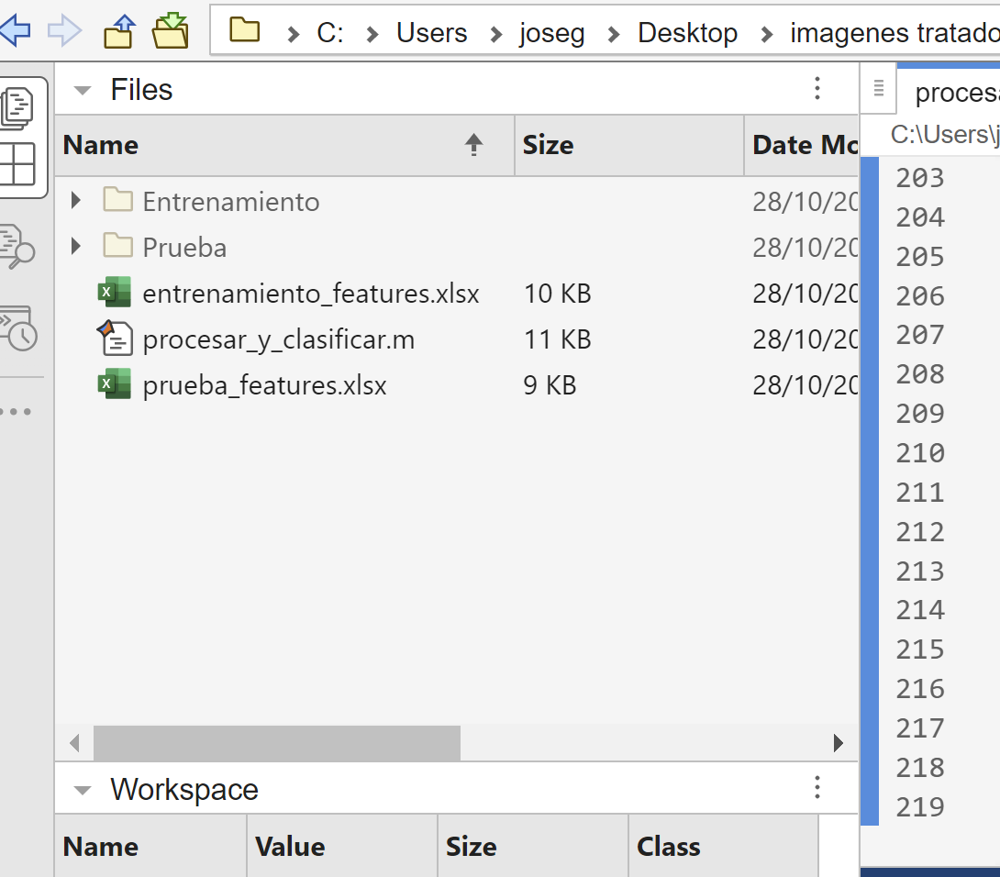 C: Users joseg Desktop imagenes tratado
Files
Name Size Date Mo
Entrenamiento 28/10/20
Prueba 28/10/20
entrenamiento_features.xlsx 10 KB 28/10/20
procesar_y_clasificar.m 11 KB 28/10/20
prueba_features.xlsx 9 KB 28/10/20
Workspace
Name Value Size Class
proces
C:\Users\j
203
204
205
206
207
208
209
210
211
212
213
214
215
216
217
218
219